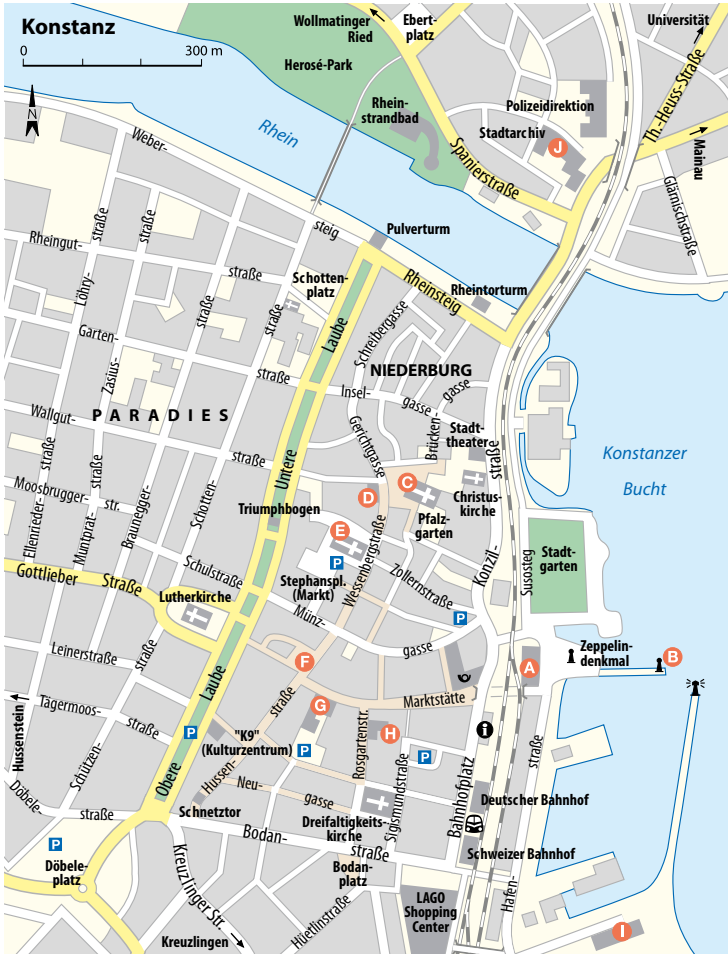 Konstanz
0 300 m
N
Wollmatinger
Ried
Ebert-
platz
Universität
Herosé-Park
Rhein-
strandbad
Polizeidirektion
Stadtarchiv
J
Th.-Heuss-Straße
Mainau
Rhein
Spanierstraße
Glärnischstraße
Weber-
steig
Pulverturm
Rheingut-
straße
Löhry-
straße
straße
straße
straße
Schotten-
platz
Rheinsteig
Rheintorturm
Laube
Schreibergasse
Garten-
straße
Zasius-
straße
NIEDERBURG
Insel-
gasse
gasse
Brücken-
Wallgut-
straße
PARADIES
Gerichtgasse
Stadt-
theater
straße
Konstanzer
Bucht
Untere
Moosbrugger-
str.
straße
Ellenrieder-
Muntprat-
Braunegger-
Schotten-
D
C
Christus-
kirche
Triumphbogen
E
Pfalz-
garten
P
Stephanspl.
(Markt)
Wessenbergstraße
Zollernstraße
Konzil-
Susosteg
Stadt-
garten
Gottlieber
Straße
Schulstraße
Lutherkirche
Münz-
gasse
P
Zeppelin-
denkmal
A
B
Leinerstraße
F
Laube
Marktstätte
Tägermoos-
straße
straße
G
H
Hussenstein
Schützen-
straße
P
"K9"
(Kulturzentrum)
P
Rosgartenstr.
P
i
Bahnhofplatz
straße
Obere
Hussen-
Neu-
gasse
Sigismundstraße
Döbele-
straße
Schnetztor
Dreifaltigkeits-
kirche
Deutscher Bahnhof
P
Döbele-
platz
Bodan-
straße
Bodan-
platz
Schweizer Bahnhof
Kreuzlinger Str.
Kreuzlingen
Hüetlinstraße
LAGO
Shopping
Center
Hafen-
I